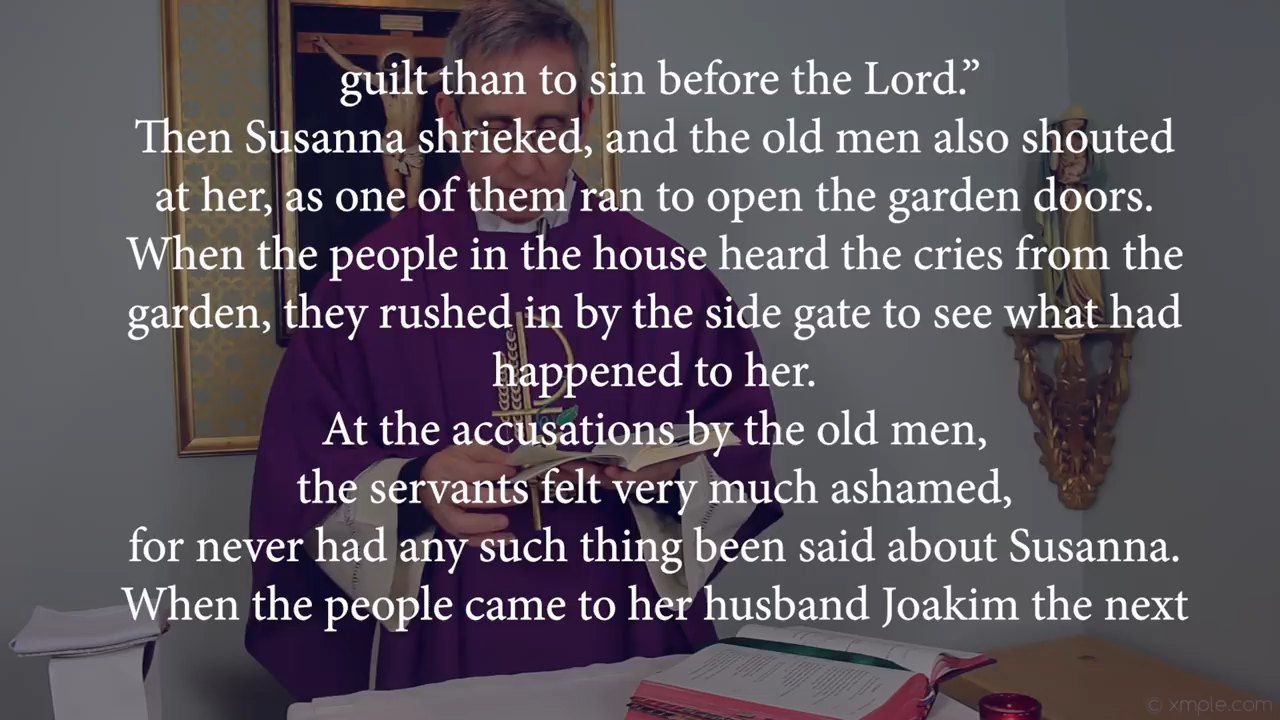 guilt than to sin before the Lord.”
Then Susanna shrieked, and the old men also shouted
at her, as one of them ran to open the garden doors.
When the people in the house heard the cries from the
garden, they rushed in by the side gate to see what had
happened to her.
At the accusations by the old men,
the servants felt very much ashamed,
for never had any such thing been said about Susanna.
When the people came to her husband Joakim the next
© xmple.com